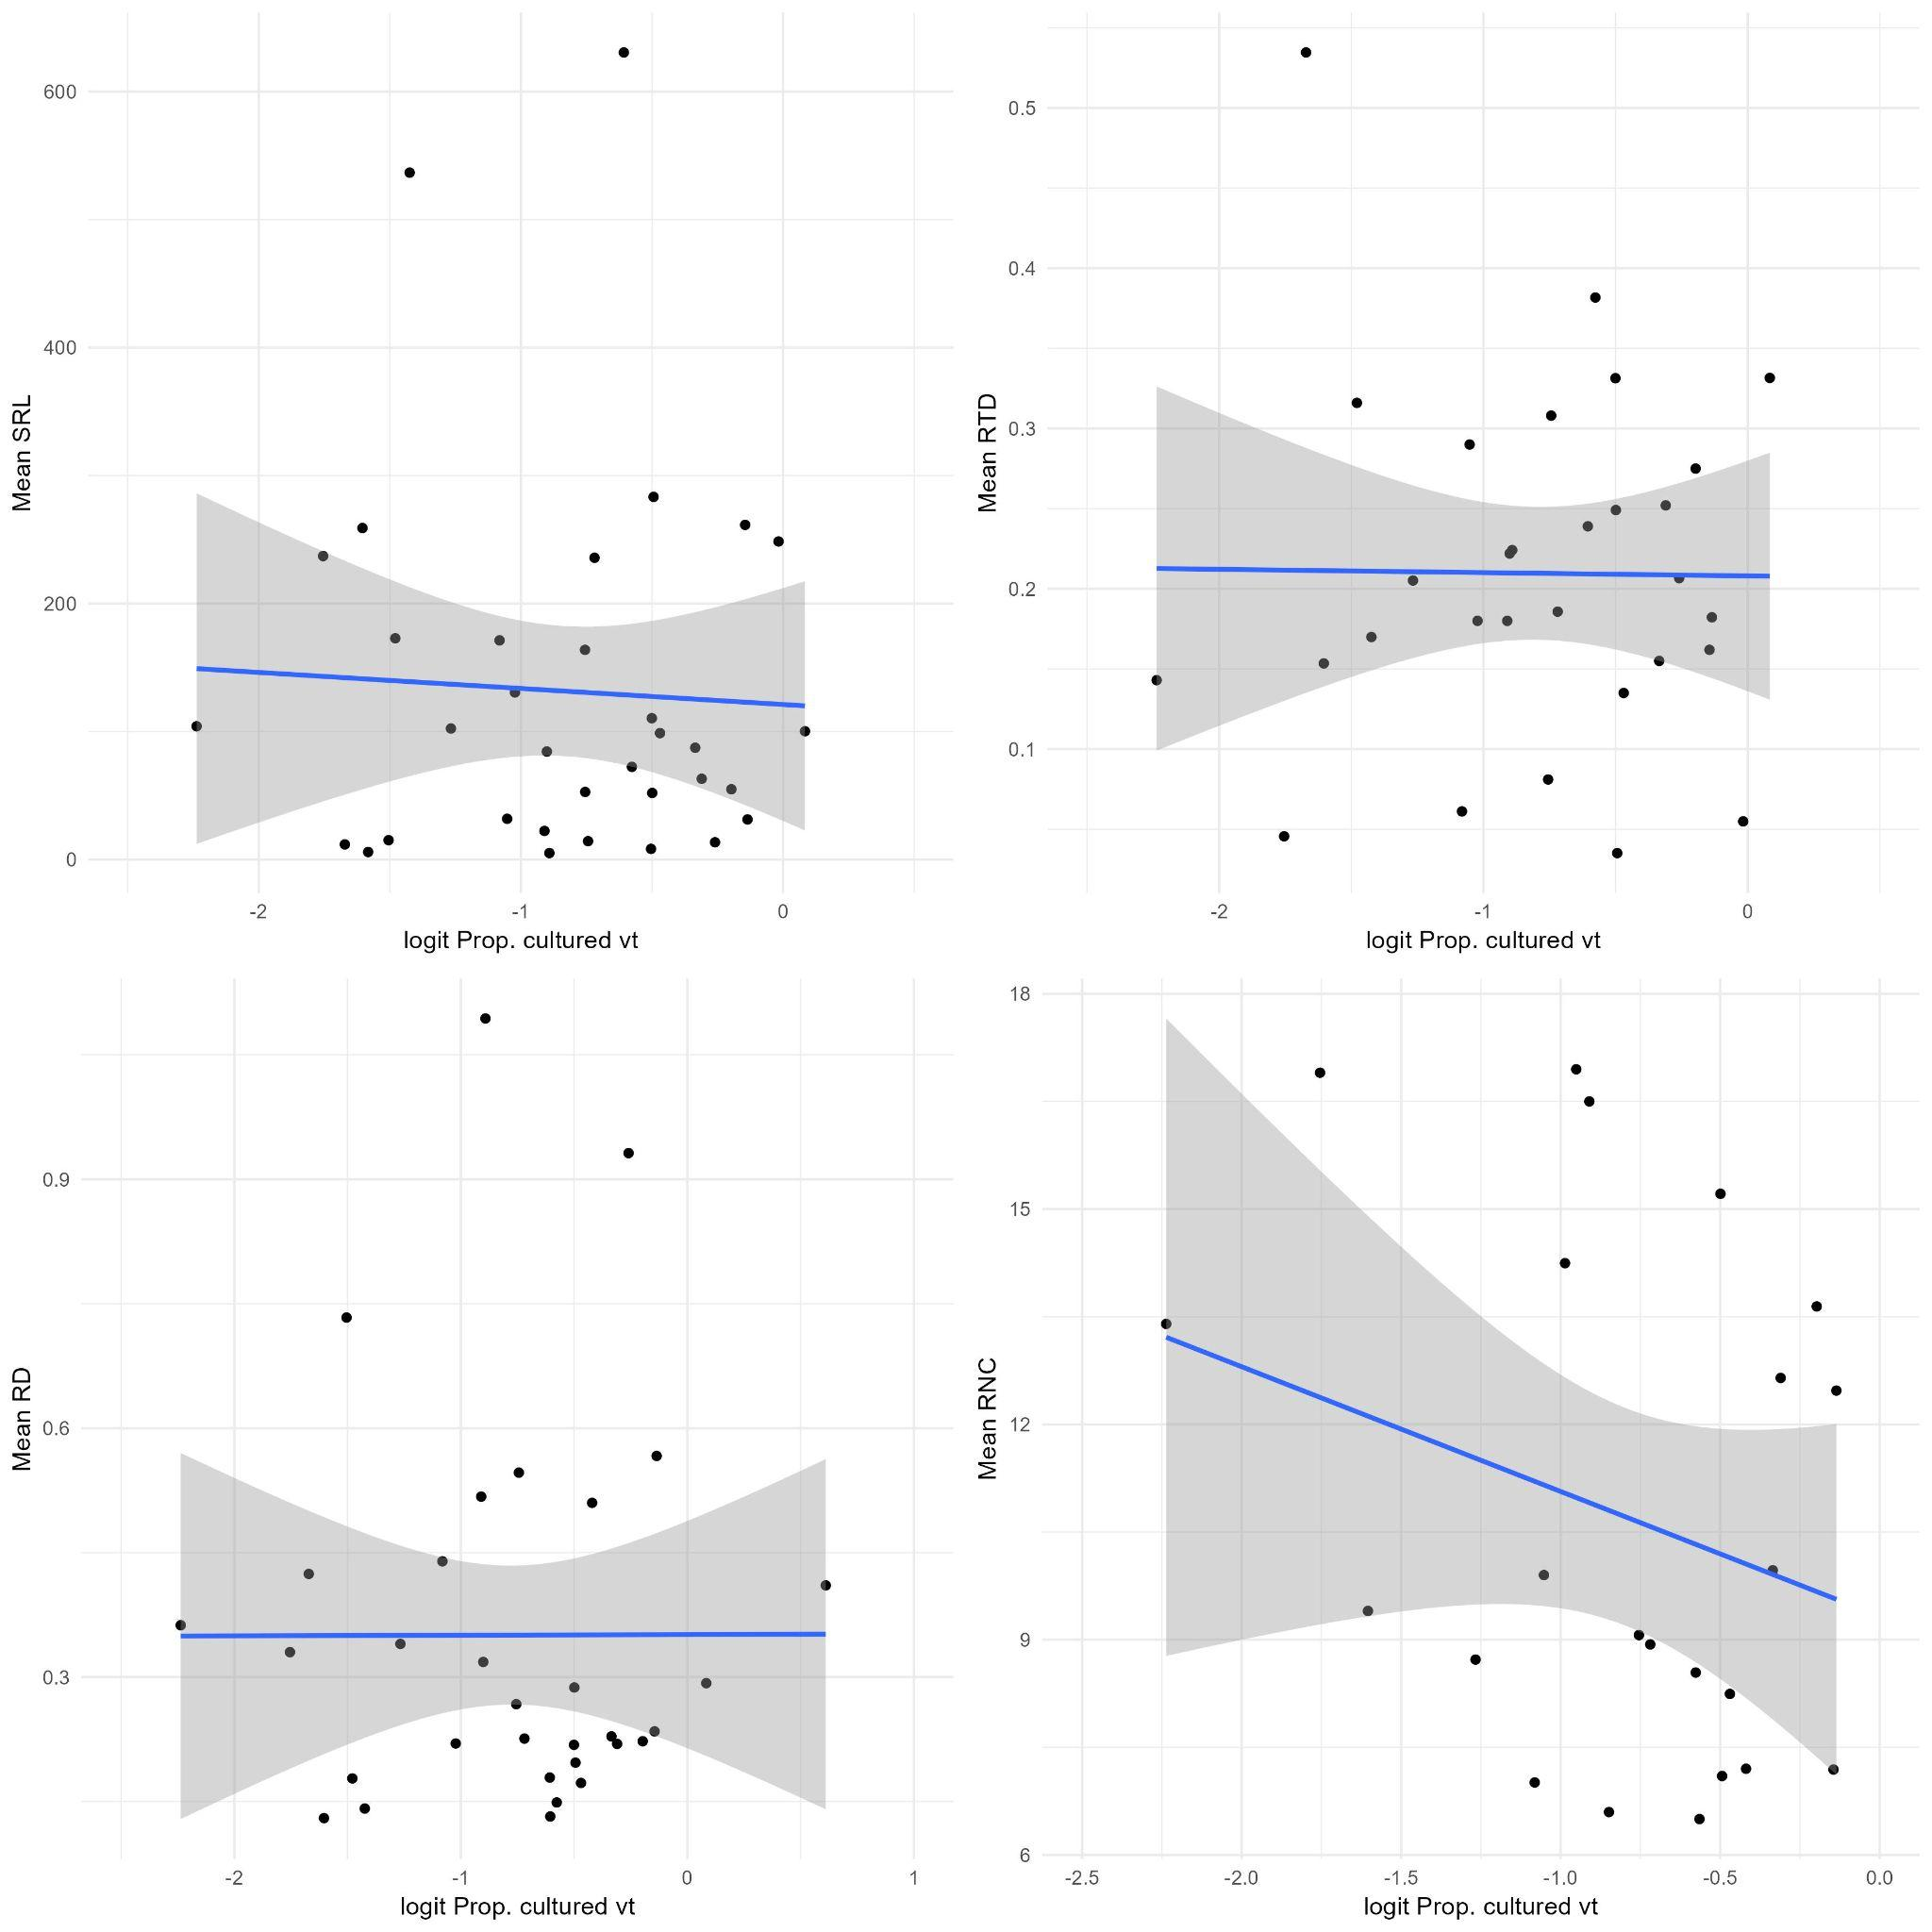 Mean SRL
600
400
200
0
-2 -1 0
logit Prop. cultured vt
Mean RTD
0.5
0.4
0.3
0.2
0.1
-2 -1 0
logit Prop. cultured vt
Mean RD
0.9
0.6
0.3
-2 -1 0 1
logit Prop. cultured vt
Mean RNC
18
15
12
9
6
-2.5 -2.0 -1.5 -1.0 -0.5 0.0
logit Prop. cultured vt